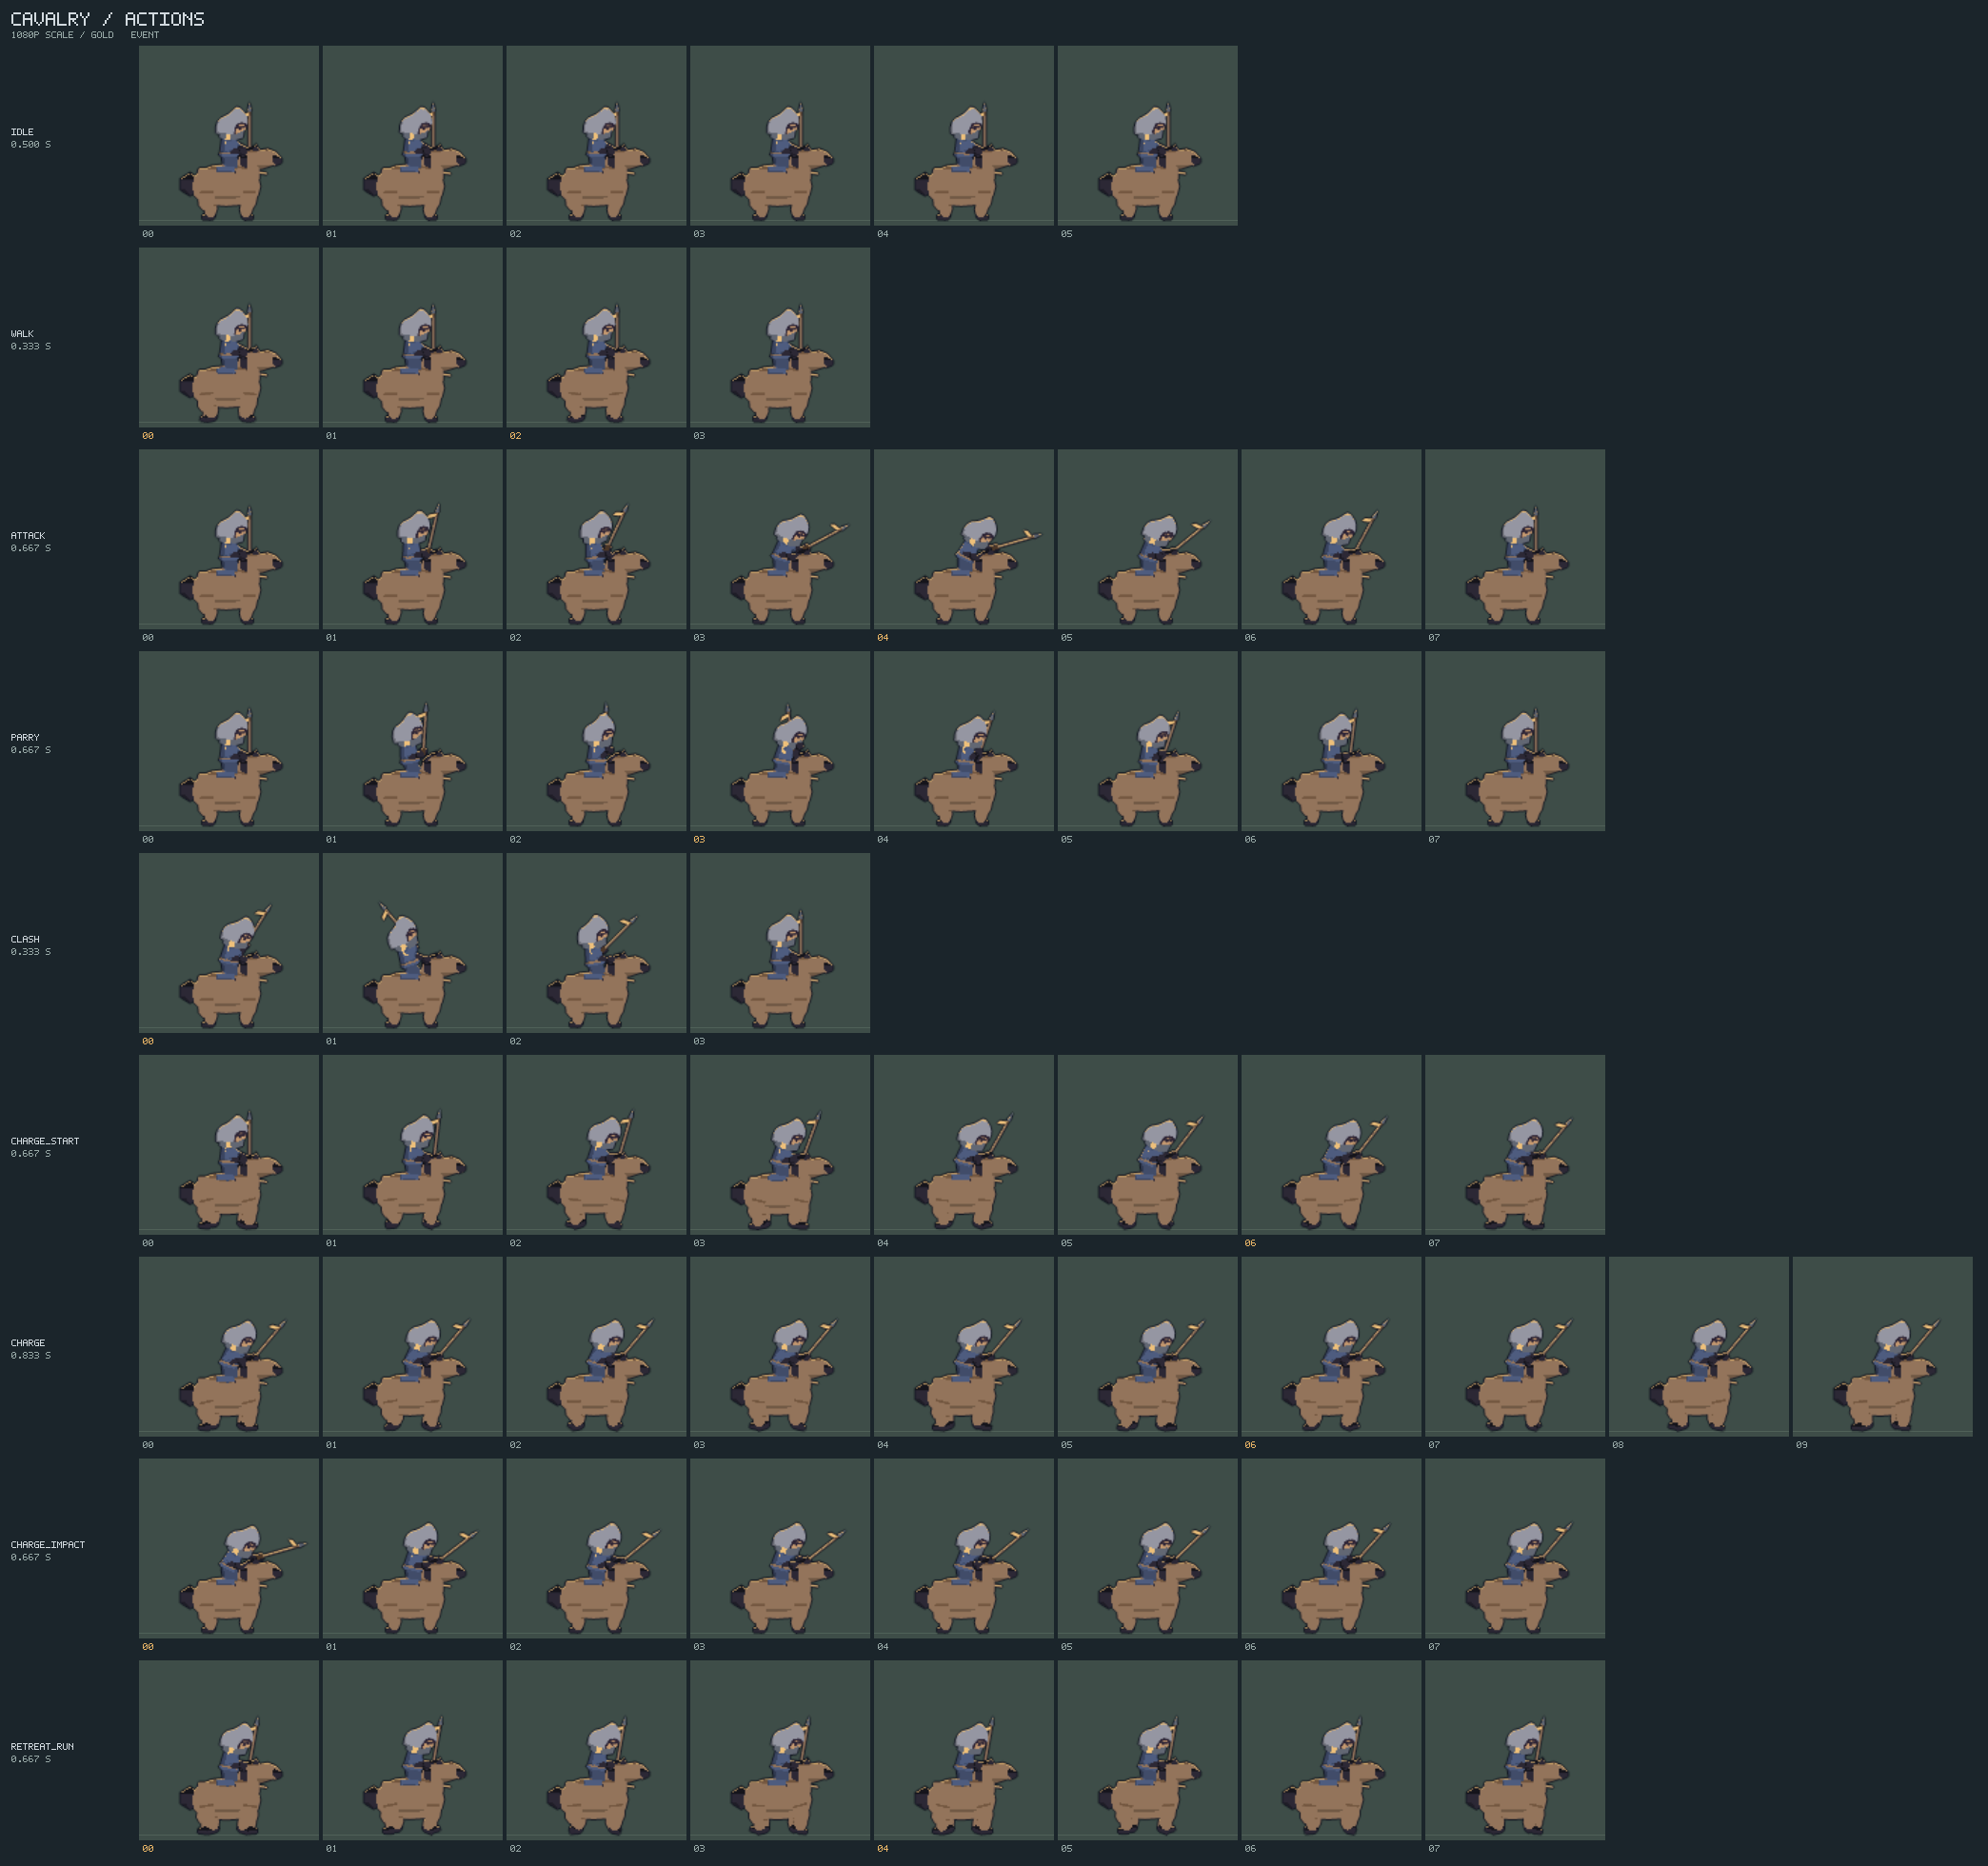 CAVALRY / ACTIONS
1080P SCALE / GOLD   EVENT
IDLE
0.500 S
00 01 02 03 04 05
WALK
0.333 S
00 01 02 03
ATTACK
0.667 S
00 01 02 03 04 05 06 07
PARRY
0.667 S
00 01 02 03 04 05 06 07
CLASH
0.333 S
00 01 02 03
CHARGE_START
0.667 S
00 01 02 03 04 05 06 07
CHARGE
0.833 S
00 01 02 03 04 05 06 07 08 09
CHARGE_IMPACT
0.667 S
00 01 02 03 04 05 06 07
RETREAT_RUN
0.667 S
00 01 02 03 04 05 06 07